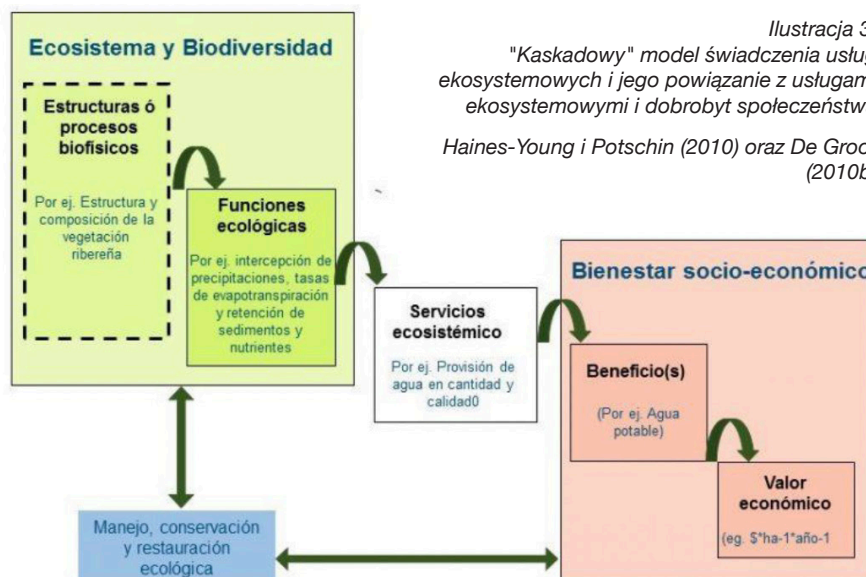 Ilustracja 3
"Kaskadowy" model świadczenia usług
ekosystemowych i jego powiązanie z usługam
ekosystemowymi i dobrobyt społeczeństw
Haines-Young i Potschin (2010) oraz De Groo
(2010b
Ecosistema y Biodiversidad
Estructuras ó
procesos
biofisicos
Por ej. Estructura y
composición de la
vegetación
ribereña
Funciones
ecológicas
Por ej. intercepción de
precipitaciones, tasas
de evapotranspiración
y retención de
sedimentos y
nutrientes
Servicios
ecosistémico
Por ej. Provisión de
agua en cantidad y
calidad0
Bienestar socio-económico
Beneficio(s)
(Por ej. Agua
potable)
Valor
económico
(eg. $*ha-1*año-1
Manejo, conservación
y restauración
ecológica